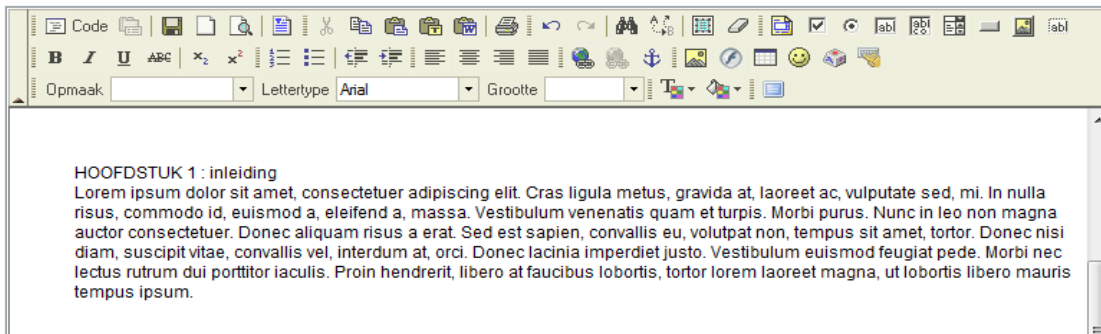 Code
B I U ABC x₂ x²
Opmaak Lettertype Arial Grootte
HOOFDSTUK 1 : inleiding
Lorem ipsum dolor sit amet, consectetuer adipiscing elit. Cras ligula metus, gravida at, laoreet ac, vulputate sed, mi. In nulla
risus, commodo id, euismod a, eleifend a, massa. Vestibulum venenatis quam et turpis. Morbi purus. Nunc in leo non magna
auctor consectetuer. Donec aliquam risus a erat. Sed est sapien, convallis eu, volutpat non, tempus sit amet, tortor. Donec nisi
diam, suscipit vitae, convallis vel, interdum at, orci. Donec lacinia imperdiet justo. Vestibulum euismod feugiat pede. Morbi nec
lectus rutrum dui porttitor iaculis. Proin hendrerit, libero at faucibus lobortis, tortor lorem laoreet magna, ut lobortis libero mauris
tempus ipsum.